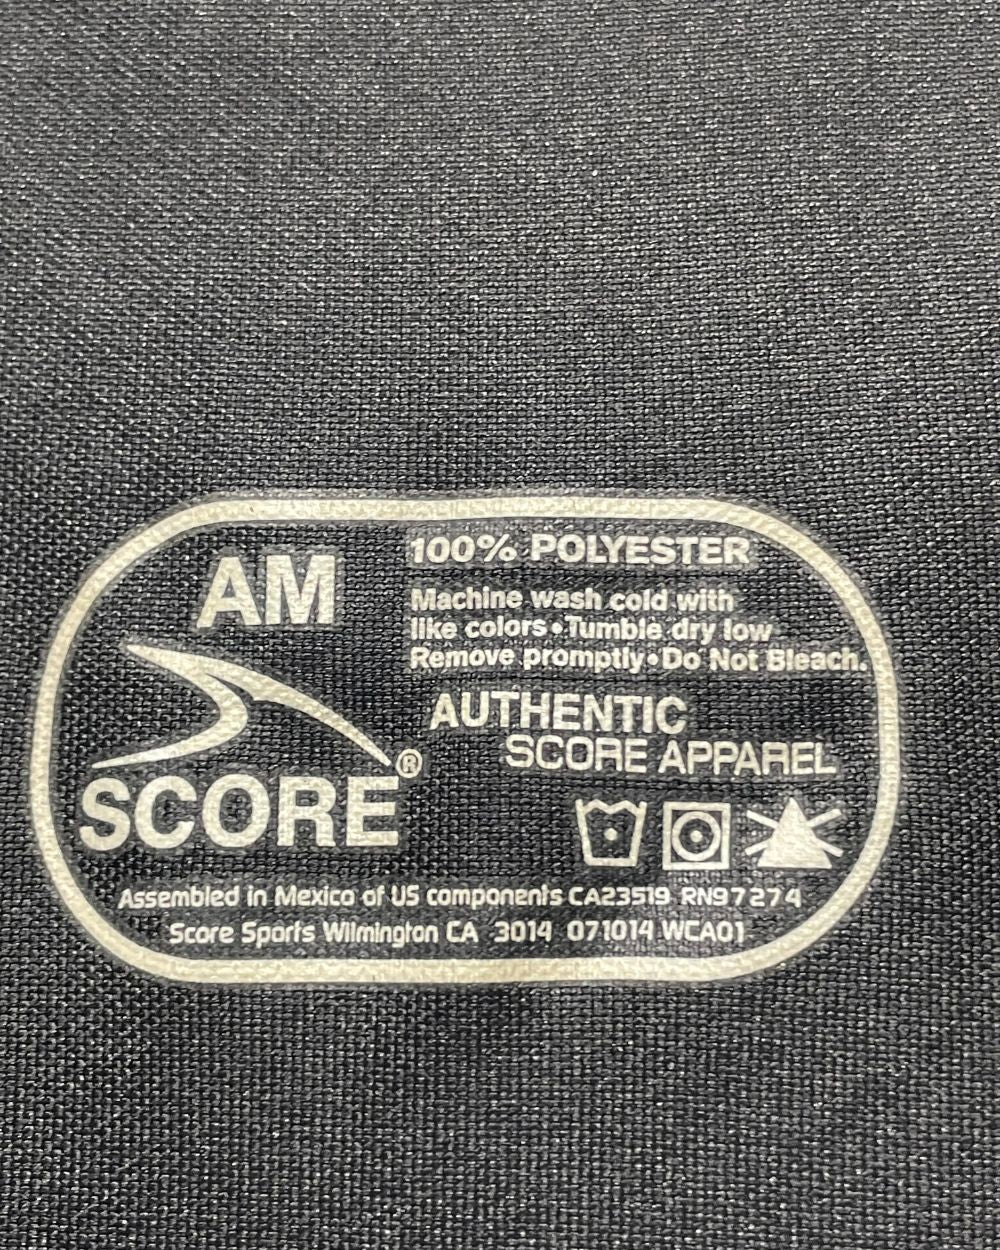 AM
SCORE®
100% POLYESTER
Machine wash cold with
like colors • Tumble dry low
Remove promptly • Do Not Bleach.
AUTHENTIC
SCORE APPAREL
Assembled in Mexico of US components CA23519 RN97274
Score Sports Wilmington CA 3014 071014 WCA01